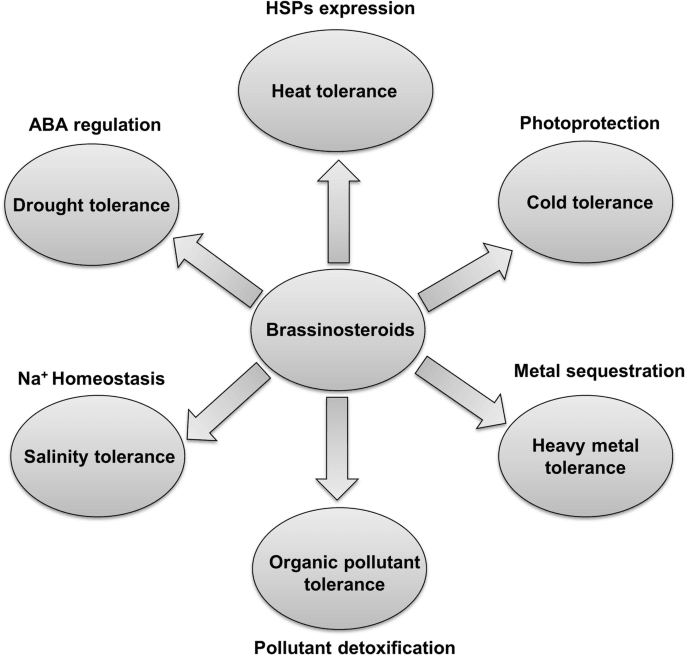 HSPs expression
Heat tolerance
ABA regulation
Drought tolerance
Photoprotection
Cold tolerance
Brassinosteroids
Na⁺ Homeostasis
Salinity tolerance
Metal sequestration
Heavy metal
tolerance
Organic pollutant
tolerance
Pollutant detoxification